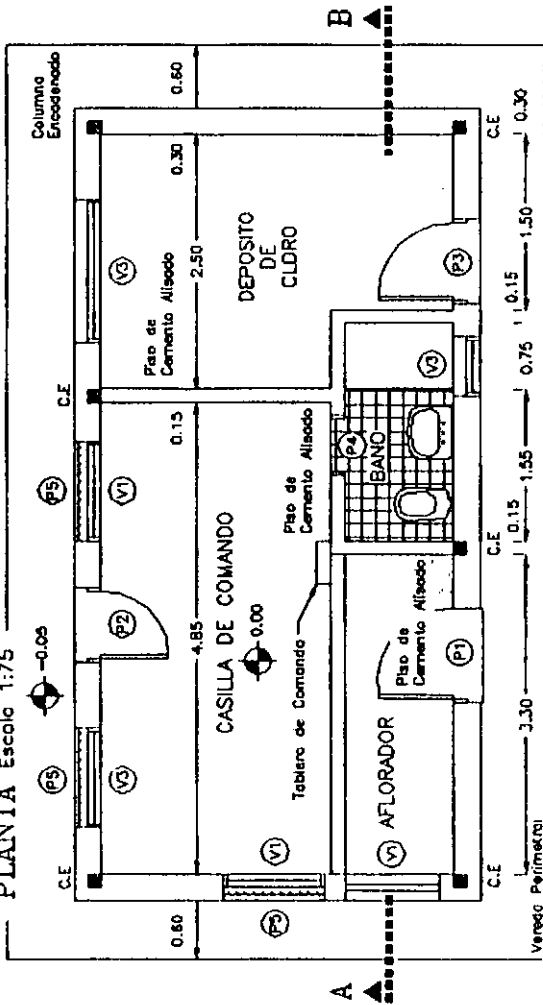 PLANTA Escala 1:75
Columna
Encadenado
-0.05
P5
P5
C.E
C.E
V3
P2
V1
V3
0.60
4.85
0.15
2.50
0.30
0.60
Piso de
Cemento Alisado
CASILLA DE COMANDO
0.00
DEPOSITO
DE
CLORO
Piso de
Cemento Alisado
Tablero de Comando
V1
P5
P4
BANO
V3
AFLORADOR
V1
Piso de
Cemento Alisado
P1
P3
A
B
C.E
C.E
C.E
3.30
0.15
1.55
0.75
0.15
1.50
0.30
Vereda Perimetral